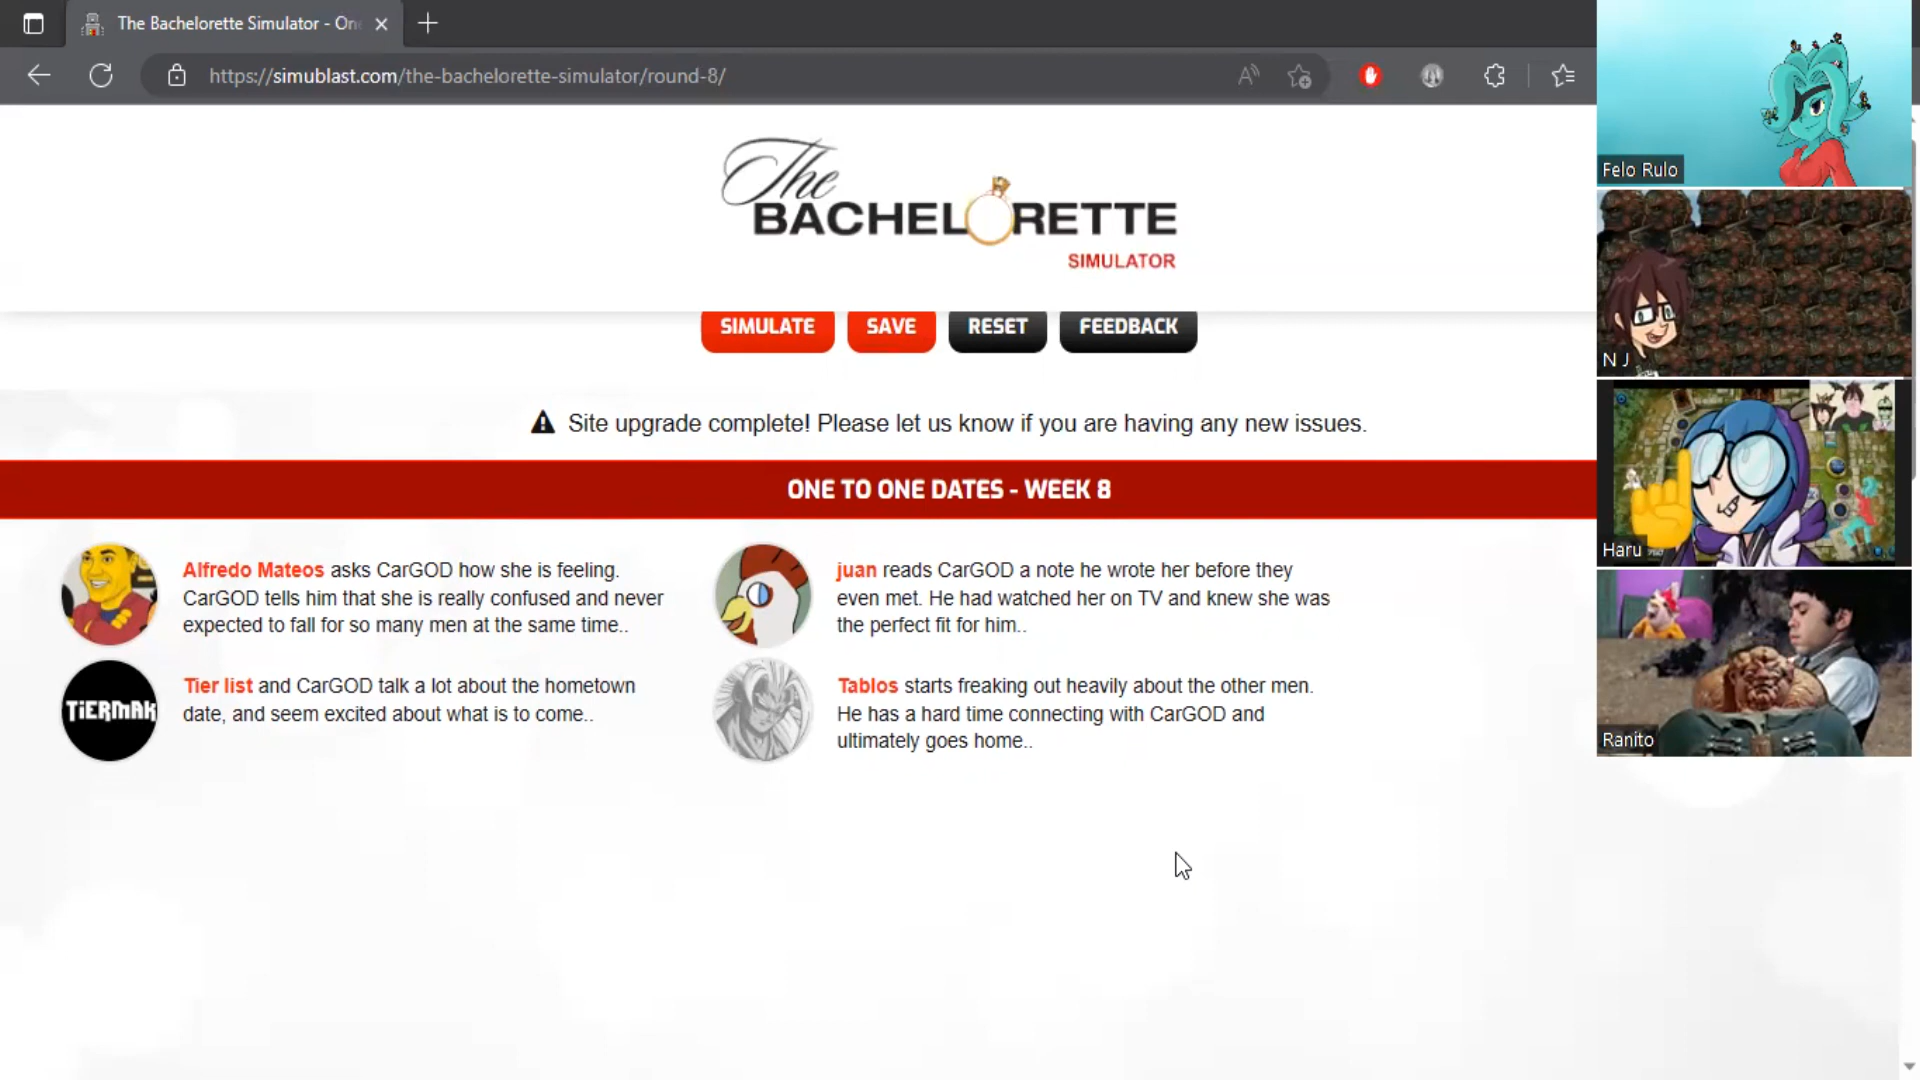 The Bachelorette Simulator - On
https://simublast.com/the-bachelorette-simulator/round-8/
The
BACHELORETTE
SIMULATOR
SIMULATE SAVE RESET FEEDBACK
Site upgrade complete! Please let us know if you are having any new issues.
ONE TO ONE DATES - WEEK 8
Alfredo Mateos asks CarGOD how she is feeling.
CarGOD tells him that she is really confused and never
expected to fall for so many men at the same time..
juan reads CarGOD a note he wrote her before they
even met. He had watched her on TV and knew she was
the perfect fit for him..
TiERMAK
Tier list and CarGOD talk a lot about the hometown
date, and seem excited about what is to come..
Tablos starts freaking out heavily about the other men.
He has a hard time connecting with CarGOD and
ultimately goes home..
Felo Rulo
N J
Haru
Ranito